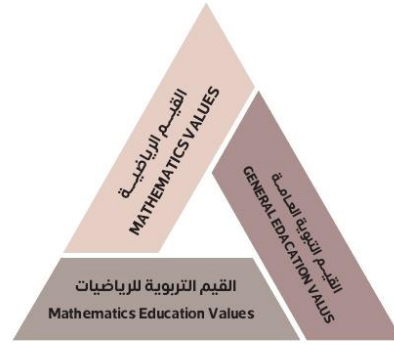 القيم الرياضية
MATHEMATICS VALUES
القيم التبوية العامة
GENERAL EDACATION VALUS
القيم التربوية للرياضيات
Mathematics Education Values